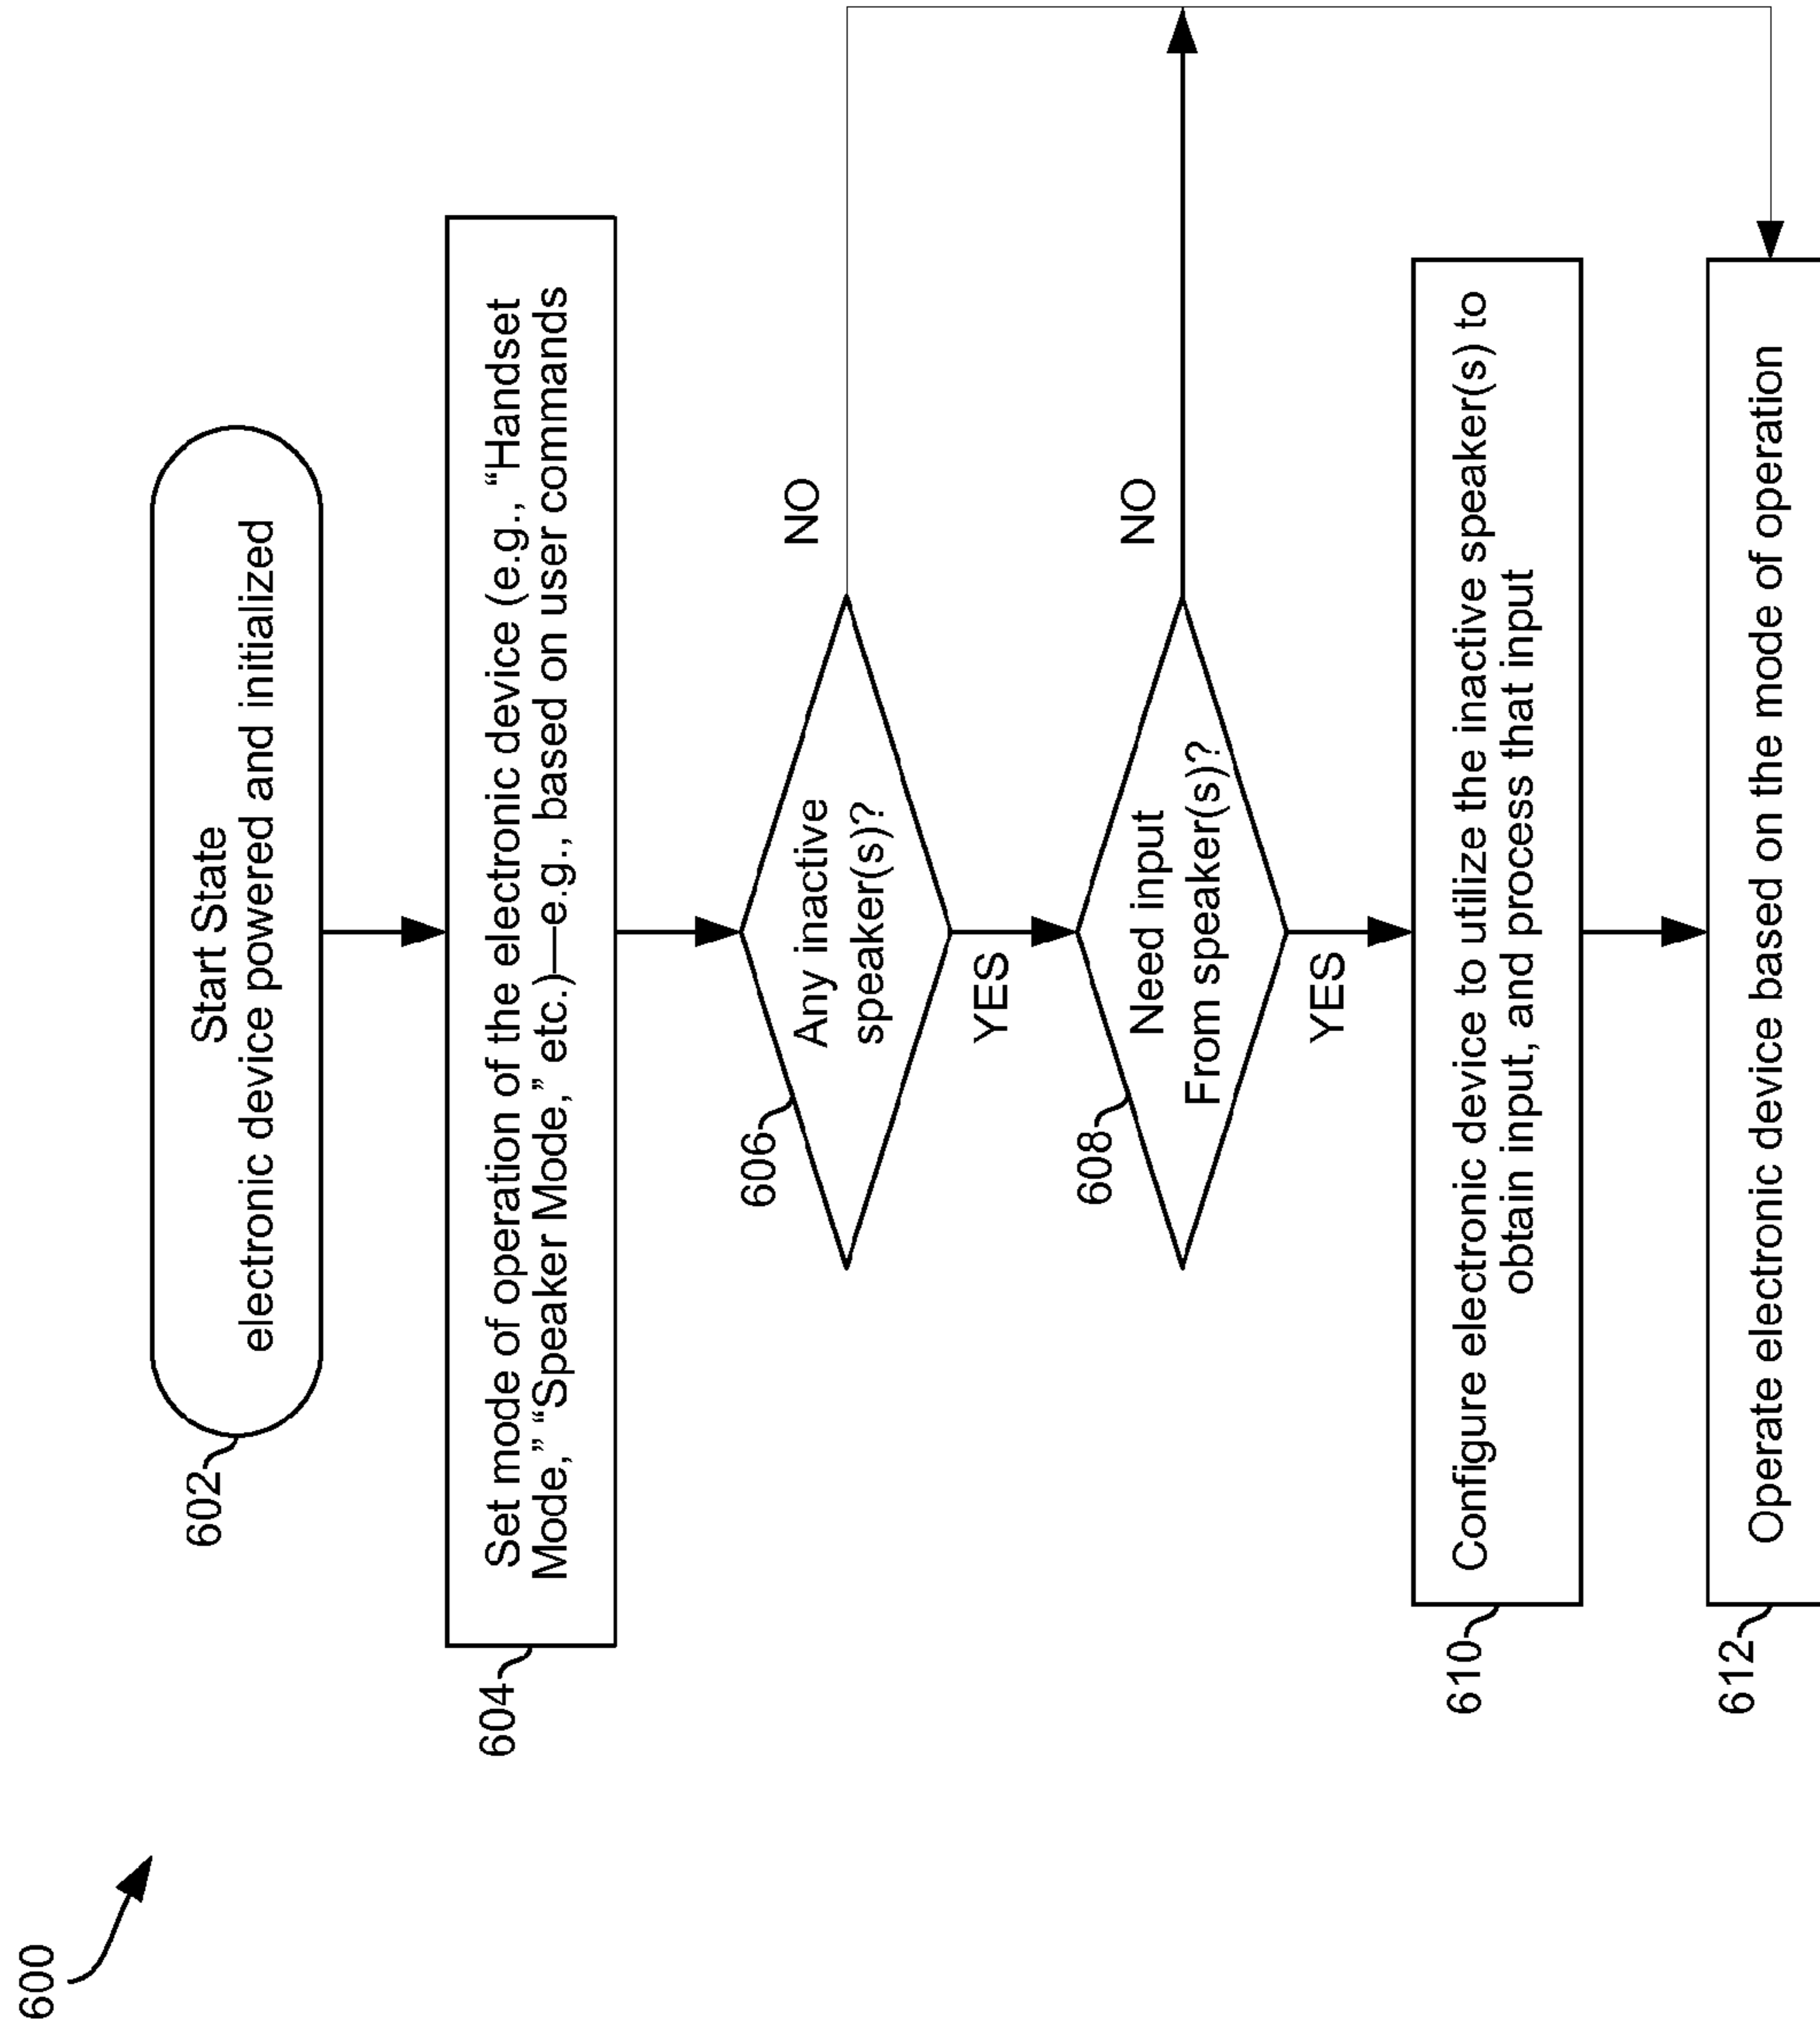 600
602
Start State
electronic device powered and initialized
604
Set mode of operation of the electronic device (e.g., “Handset
Mode,” “Speaker Mode,” etc.)—e.g., based on user commands
606
Any inactive
speaker(s)?
NO
YES
608
Need input
From speaker(s)?
NO
YES
610
Configure electronic device to utilize the inactive speaker(s) to
obtain input, and process that input
612
Operate electronic device based on the mode of operation